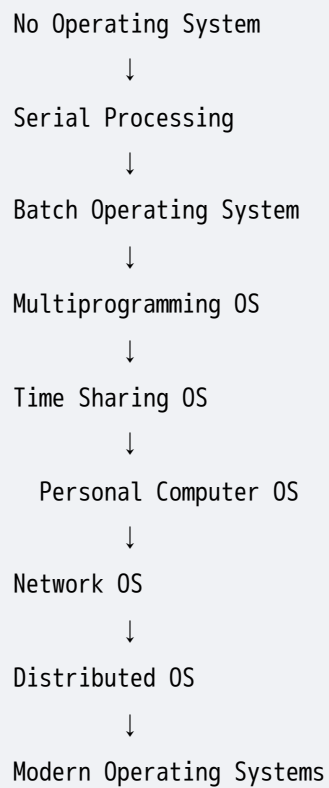 No Operating System
↓
Serial Processing
↓
Batch Operating System
↓
Multiprogramming OS
↓
Time Sharing OS
↓
Personal Computer OS
↓
Network OS
↓
Distributed OS
↓
Modern Operating Systems